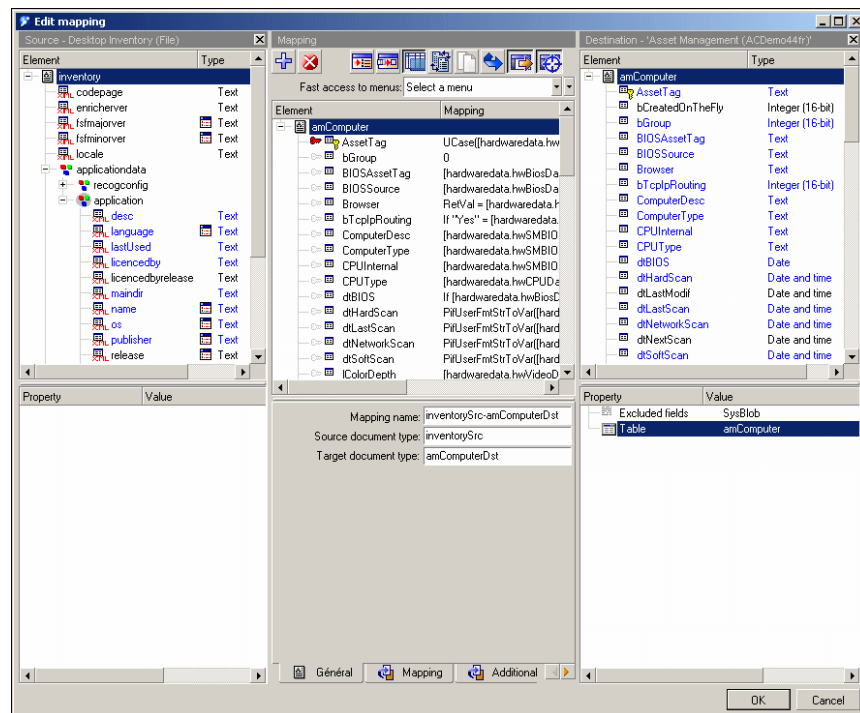 Edit mapping
Source - Desktop Inventory (File)
Element Type
inventory
codepage Text
enricherver Text
fsfmajorver Text
fsfminorver Text
locale Text
applicationdata
recogconfig
application
desc Text
language Text
lastUsed Text
licencedby Text
licencedbyrelease Text
maindir Text
name Text
os Text
publisher Text
release Text
Property Value
Mapping
Fast access to menus: Select a menu
Element Mapping
amComputer
AssetTag UCase([hardwaredata.hw
bGroup 0
BIOSAssetTag [hardwaredata.hwBiosDa
BIOSSource [hardwaredata.hwBiosDa
Browser RetVal = [hardwaredata.h
bTcpIpRouting If "Yes" = [hardwaredata.
ComputerDesc [hardwaredata.hwSMBIO
ComputerType [hardwaredata.hwSMBIO
CPUInternal [hardwaredata.hwSMBIO
CPUType [hardwaredata.hwCPUDa
dtBIOS If [hardwaredata.hwBiosD
dtHardScan PifUserFmtStrToVar([hard
dtLastScan PifUserFmtStrToVar([hard
dtNetworkScan PifUserFmtStrToVar([hard
dtSoftScan PifUserFmtStrToVar([hard
lColorDepth [hardwaredata.hwVideoD
Mapping name: inventorySrc-amComputerDst
Source document type: inventorySrc
Target document type: amComputerDst
Général Mapping Additional
Destination - 'Asset Management (ACDemo44fr)'
Element Type
amComputer
AssetTag Text
bCreatedOnTheFly Integer (16-bit)
bGroup Integer (16-bit)
BIOSAssetTag Text
BIOSSource Text
Browser Text
bTcpIpRouting Integer (16-bit)
ComputerDesc Text
ComputerType Text
CPUInternal Text
CPUType Text
dtBIOS Date
dtHardScan Date and time
dtLastModif Date and time
dtLastScan Date and time
dtNetworkScan Date and time
dtNextScan Date and time
dtSoftScan Date and time
Property Value
Excluded fields SysBlob
Table amComputer
OK Cancel